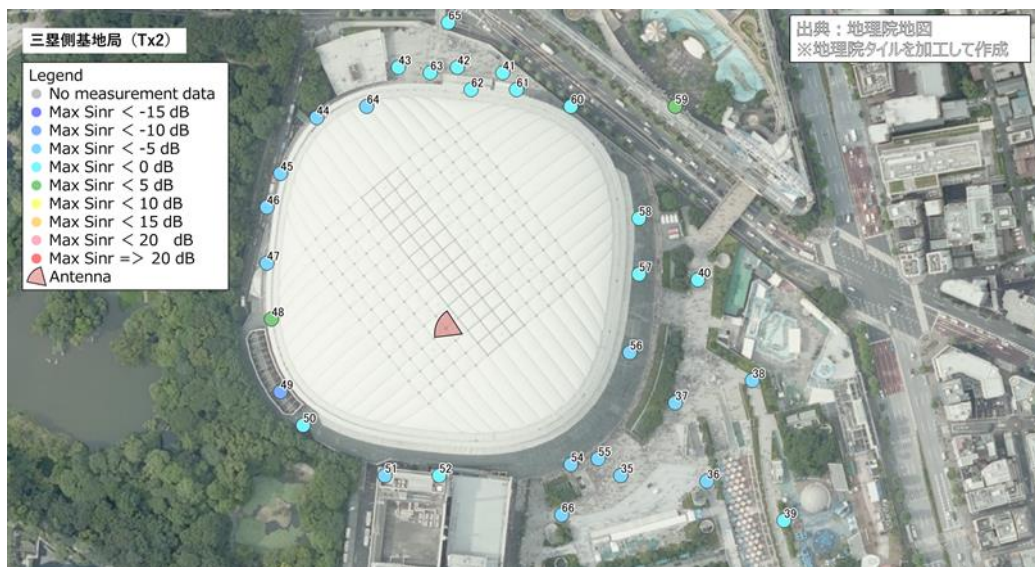 三塁側基地局（Tx2）
出典：地理院地図
※地理院タイルを加工して作成
Legend
No measurement data
Max Sinr < -15 dB
Max Sinr < -10 dB
Max Sinr < -5 dB
Max Sinr < 0 dB
Max Sinr < 5 dB
Max Sinr < 10 dB
Max Sinr < 15 dB
Max Sinr < 20 dB
Max Sinr => 20 dB
Antenna
65
43
63
42
41
62
61
44
64
60
59
45
46
58
47
57
40
48
56
38
49
37
50
55
54
51
52
35
36
66
39